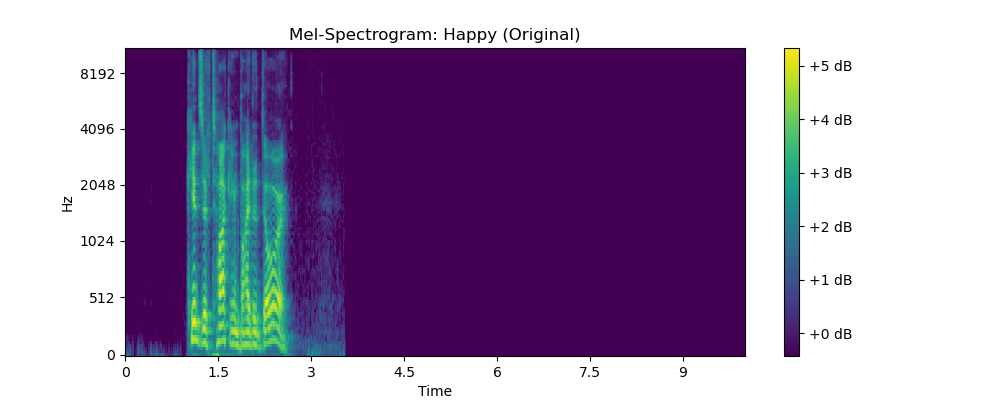 Mel-Spectrogram: Happy (Original)
8192
4096
2048
1024
512
0
Hz
0 1.5 3 4.5 6 7.5 9
Time
+5 dB
+4 dB
+3 dB
+2 dB
+1 dB
+0 dB